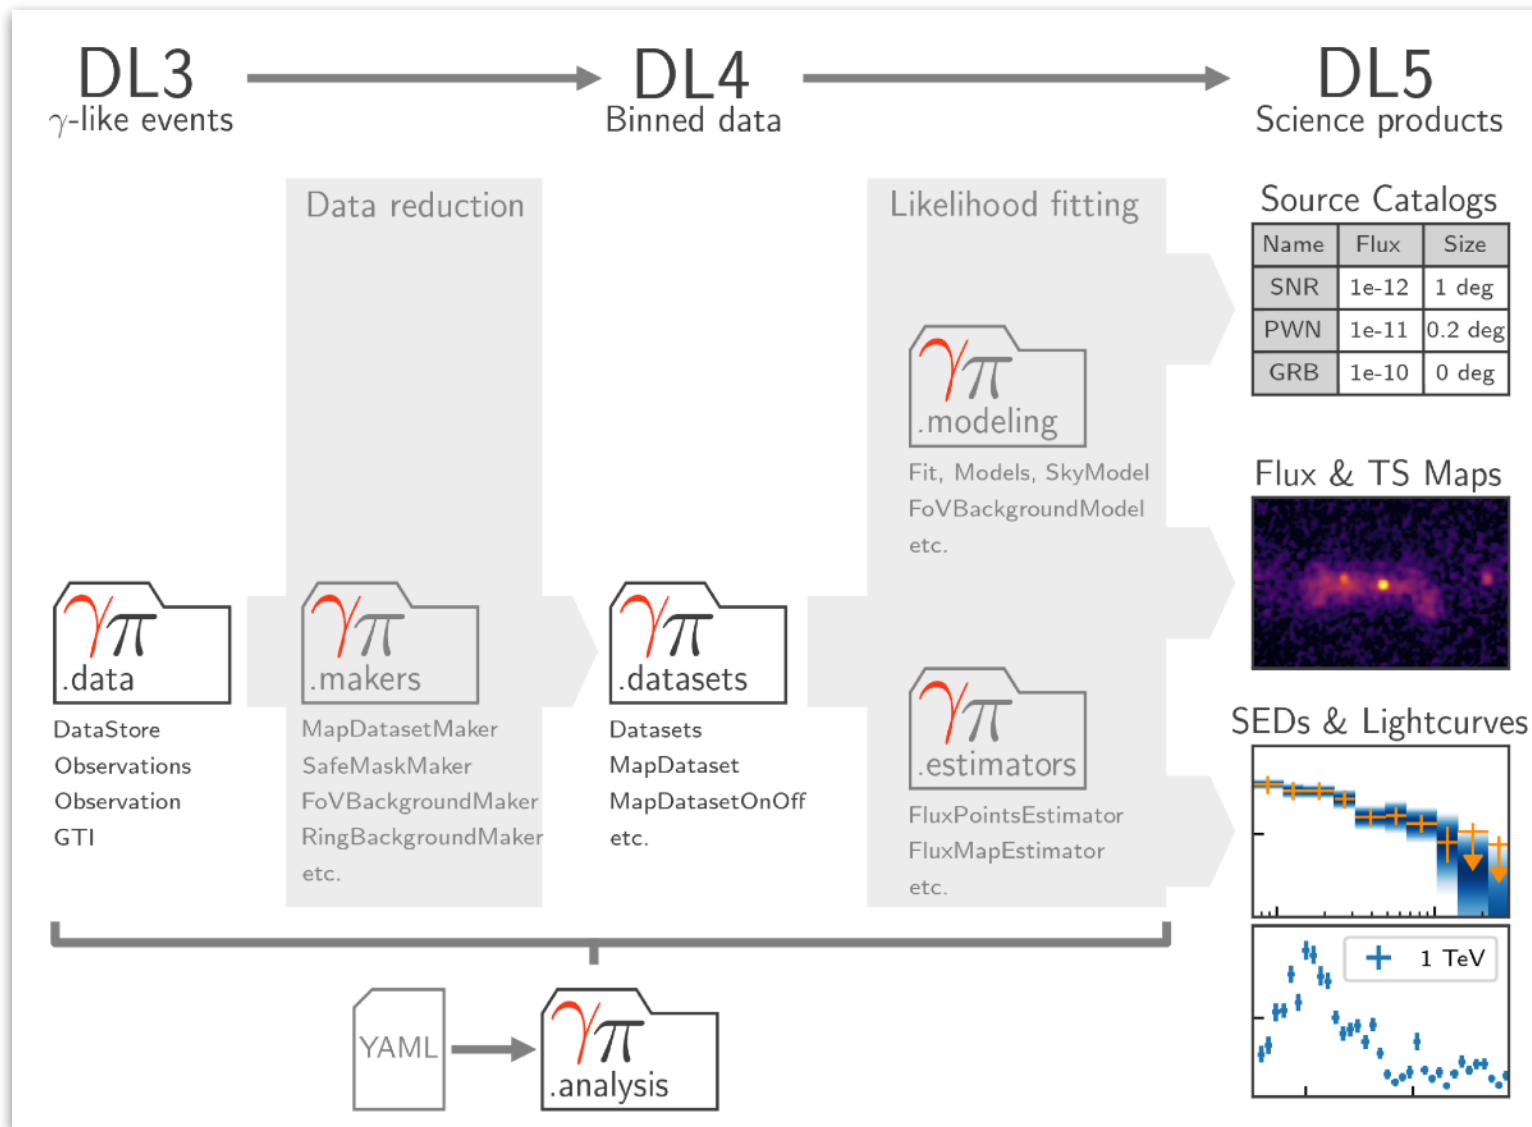 DL3
γ-like events
DL4
Binned data
DL5
Science products
Data reduction
Likelihood fitting
γπ
.data
DataStore
Observations
Observation
GTI
γπ
.makers
MapDatasetMaker
SafeMaskMaker
FoVBackgroundMaker
RingBackgroundMaker
etc.
γπ
.datasets
Datasets
MapDataset
MapDatasetOnOff
etc.
γπ
.modeling
Fit, Models, SkyModel
FoVBackgroundModel
etc.
γπ
.estimators
FluxPointsEstimator
FluxMapEstimator
etc.
Source Catalogs
Name Flux Size
SNR 1e-12 1 deg
PWN 1e-11 0.2 deg
GRB 1e-10 0 deg
Flux & TS Maps
SEDs & Lightcurves
1 TeV
YAML
γπ
.analysis